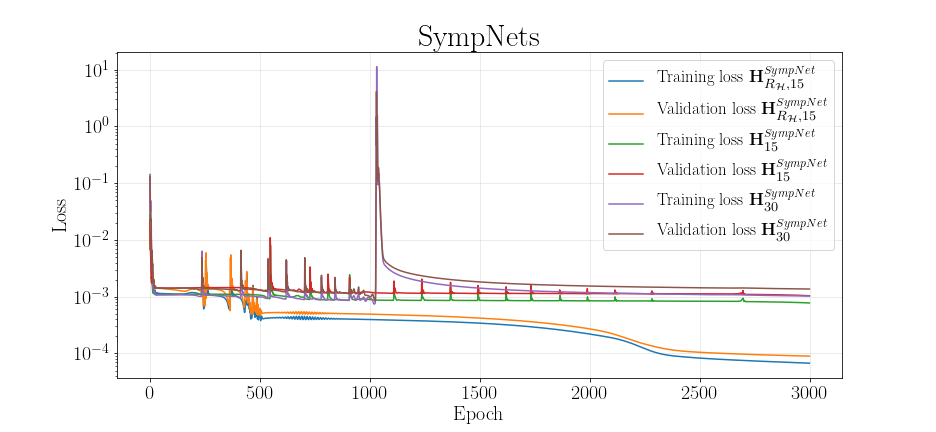 SympNets
10^1
10^0
10^{-1}
10^{-2}
10^{-3}
10^{-4}
Loss
0 500 1000 1500 2000 2500 3000
Epoch
Training loss H^{SympNet}_{R_ℋ,15}
Validation loss H^{SympNet}_{R_ℋ,15}
Training loss H^{SympNet}_{15}
Validation loss H^{SympNet}_{15}
Training loss H^{SympNet}_{30}
Validation loss H^{SympNet}_{30}